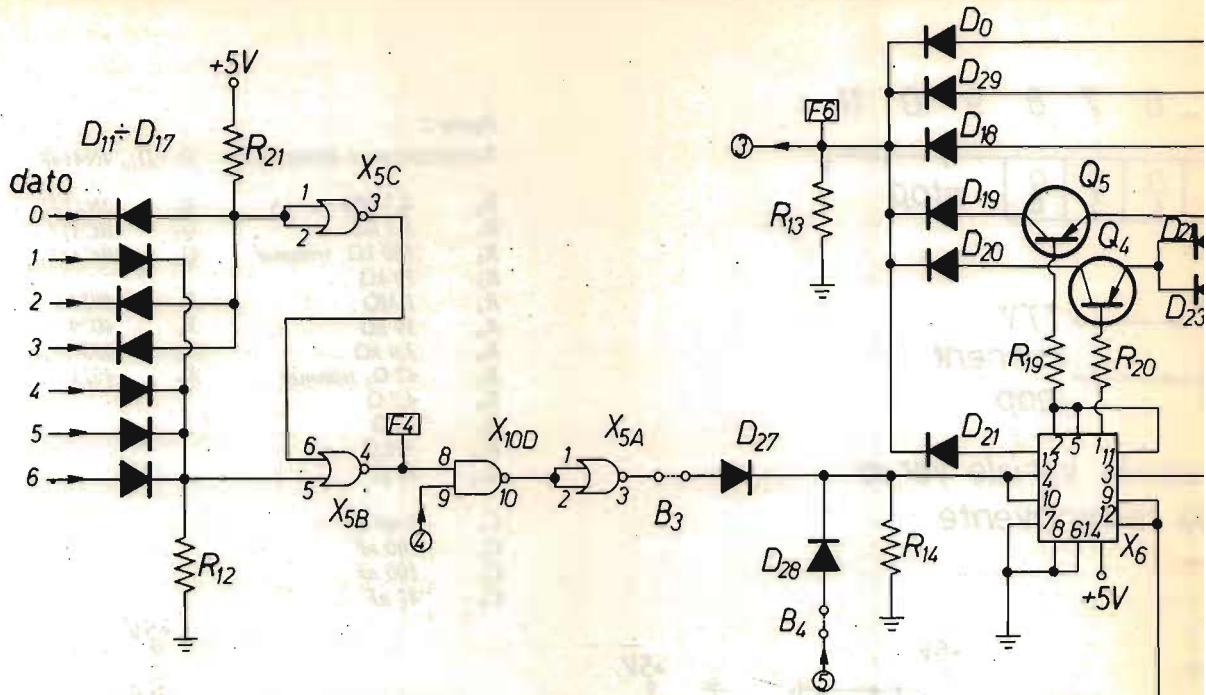 D0
+5V
D29
F6
D11÷D17
R21
D18
3
X5C
Q5
dato
D19
0
1
3
2
R13
Q4
D20
1
2
D23
3
R19
R20
4
F4
X10D
X5A
D27
D21
5
6
4
8
1
2 5 1
13 11
6
5
10
3
4 3
9
2
B3
10 9
X5B
4
7 12
8 6 14
X6
R12
D28
R14
+5V
B4
5